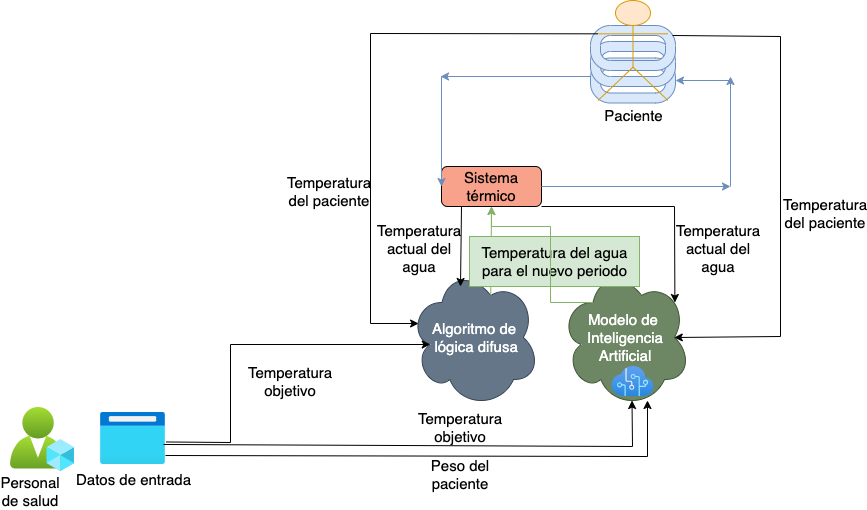 Paciente
Sistema
térmico
Temperatura
del paciente
Temperatura
del paciente
Temperatura
actual del
agua
Temperatura del agua
para el nuevo periodo
Temperatura
actual del
agua
Algoritmo de
lógica difusa
Modelo de
Inteligencia
Artificial
Temperatura
objetivo
Temperatura
objetivo
Peso del
paciente
Datos de entrada
Personal
de salud